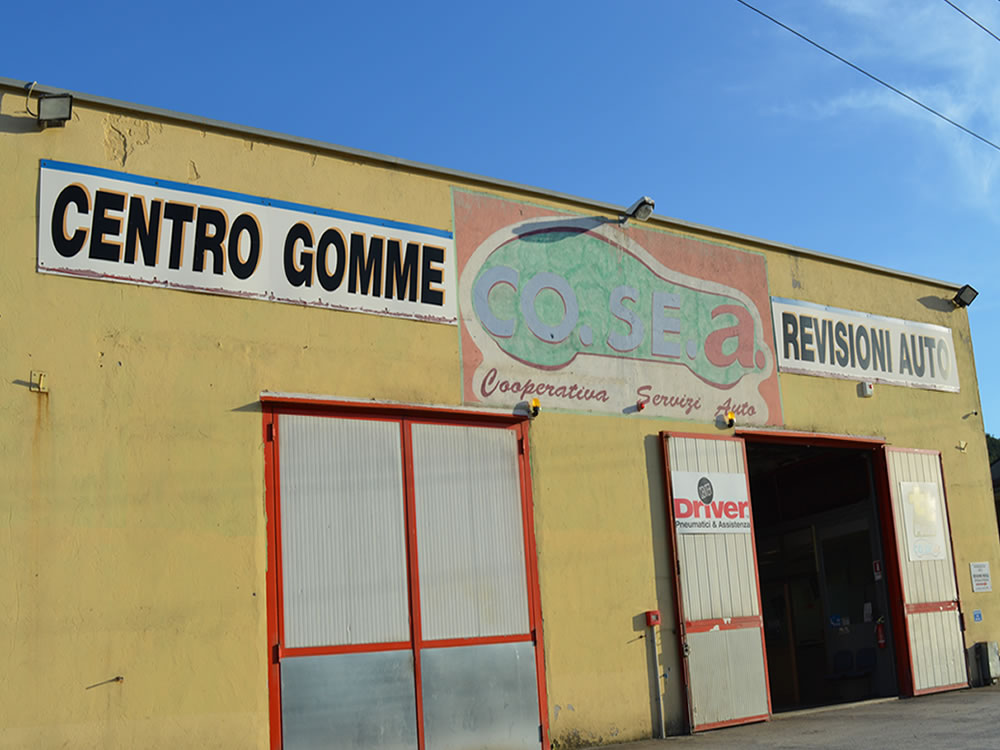 CENTRO GOMME
CO.SE.a.
Cooperativa Servizi Auto
REVISIONI AUTO
Driver
Pneumatici & Assistenza